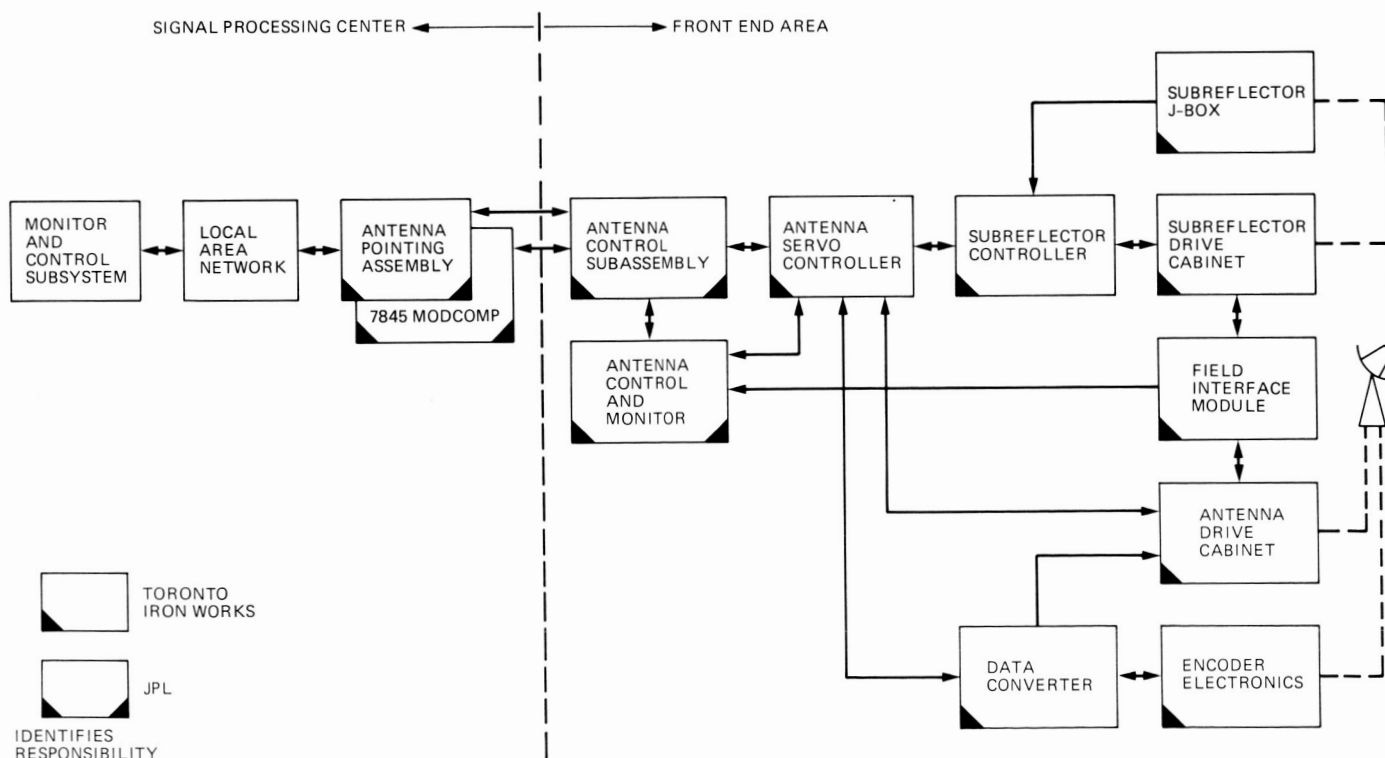 SIGNAL PROCESSING CENTER
FRONT END AREA
SUBREFLECTOR
J-BOX
MONITOR
AND
CONTROL
SUBSYSTEM
LOCAL
AREA
NETWORK
ANTENNA
POINTING
ASSEMBLY
7845 MODCOMP
ANTENNA
CONTROL
SUBASSEMBLY
ANTENNA
SERVO
CONTROLLER
SUBREFLECTOR
CONTROLLER
SUBREFLECTOR
DRIVE
CABINET
ANTENNA
CONTROL
AND
MONITOR
FIELD
INTERFACE
MODULE
ANTENNA
DRIVE
CABINET
DATA
CONVERTER
ENCODER
ELECTRONICS
TORONTO
IRON WORKS
JPL
IDENTIFIES
RESPONSIBILITY